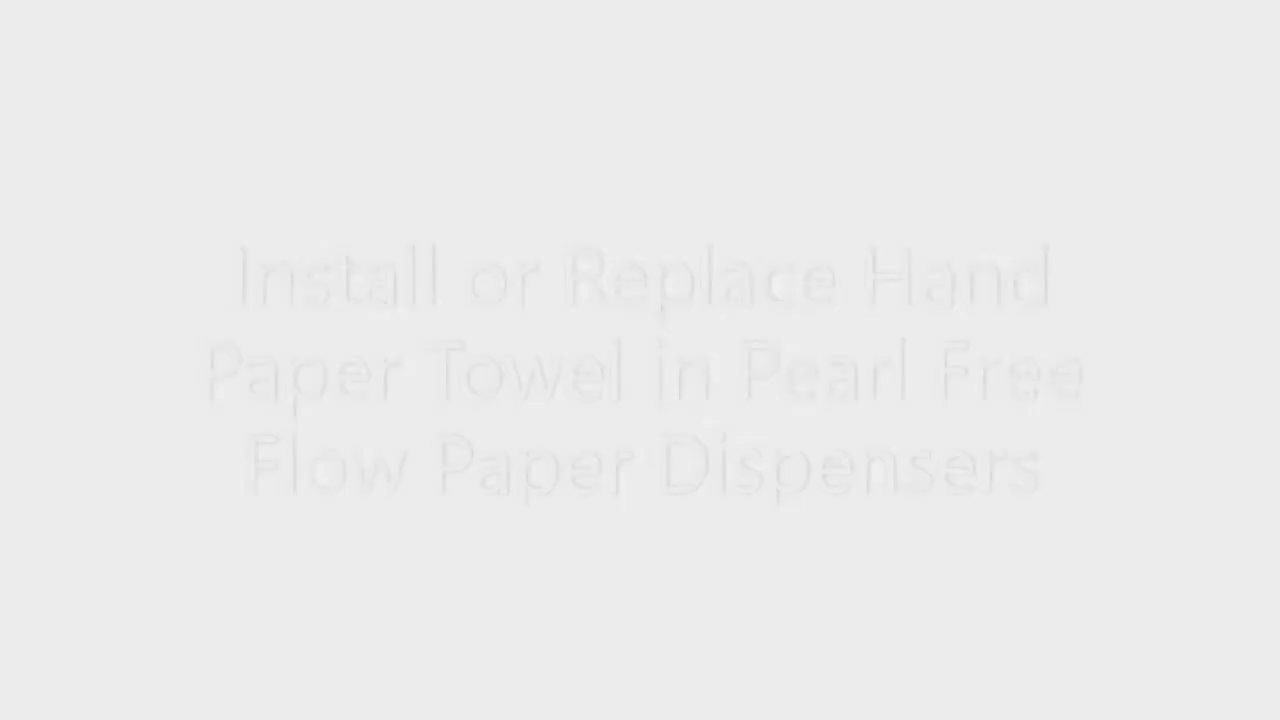 Install or Replace Hand
Paper Towel in Pearl Free
Flow Paper Dispensers